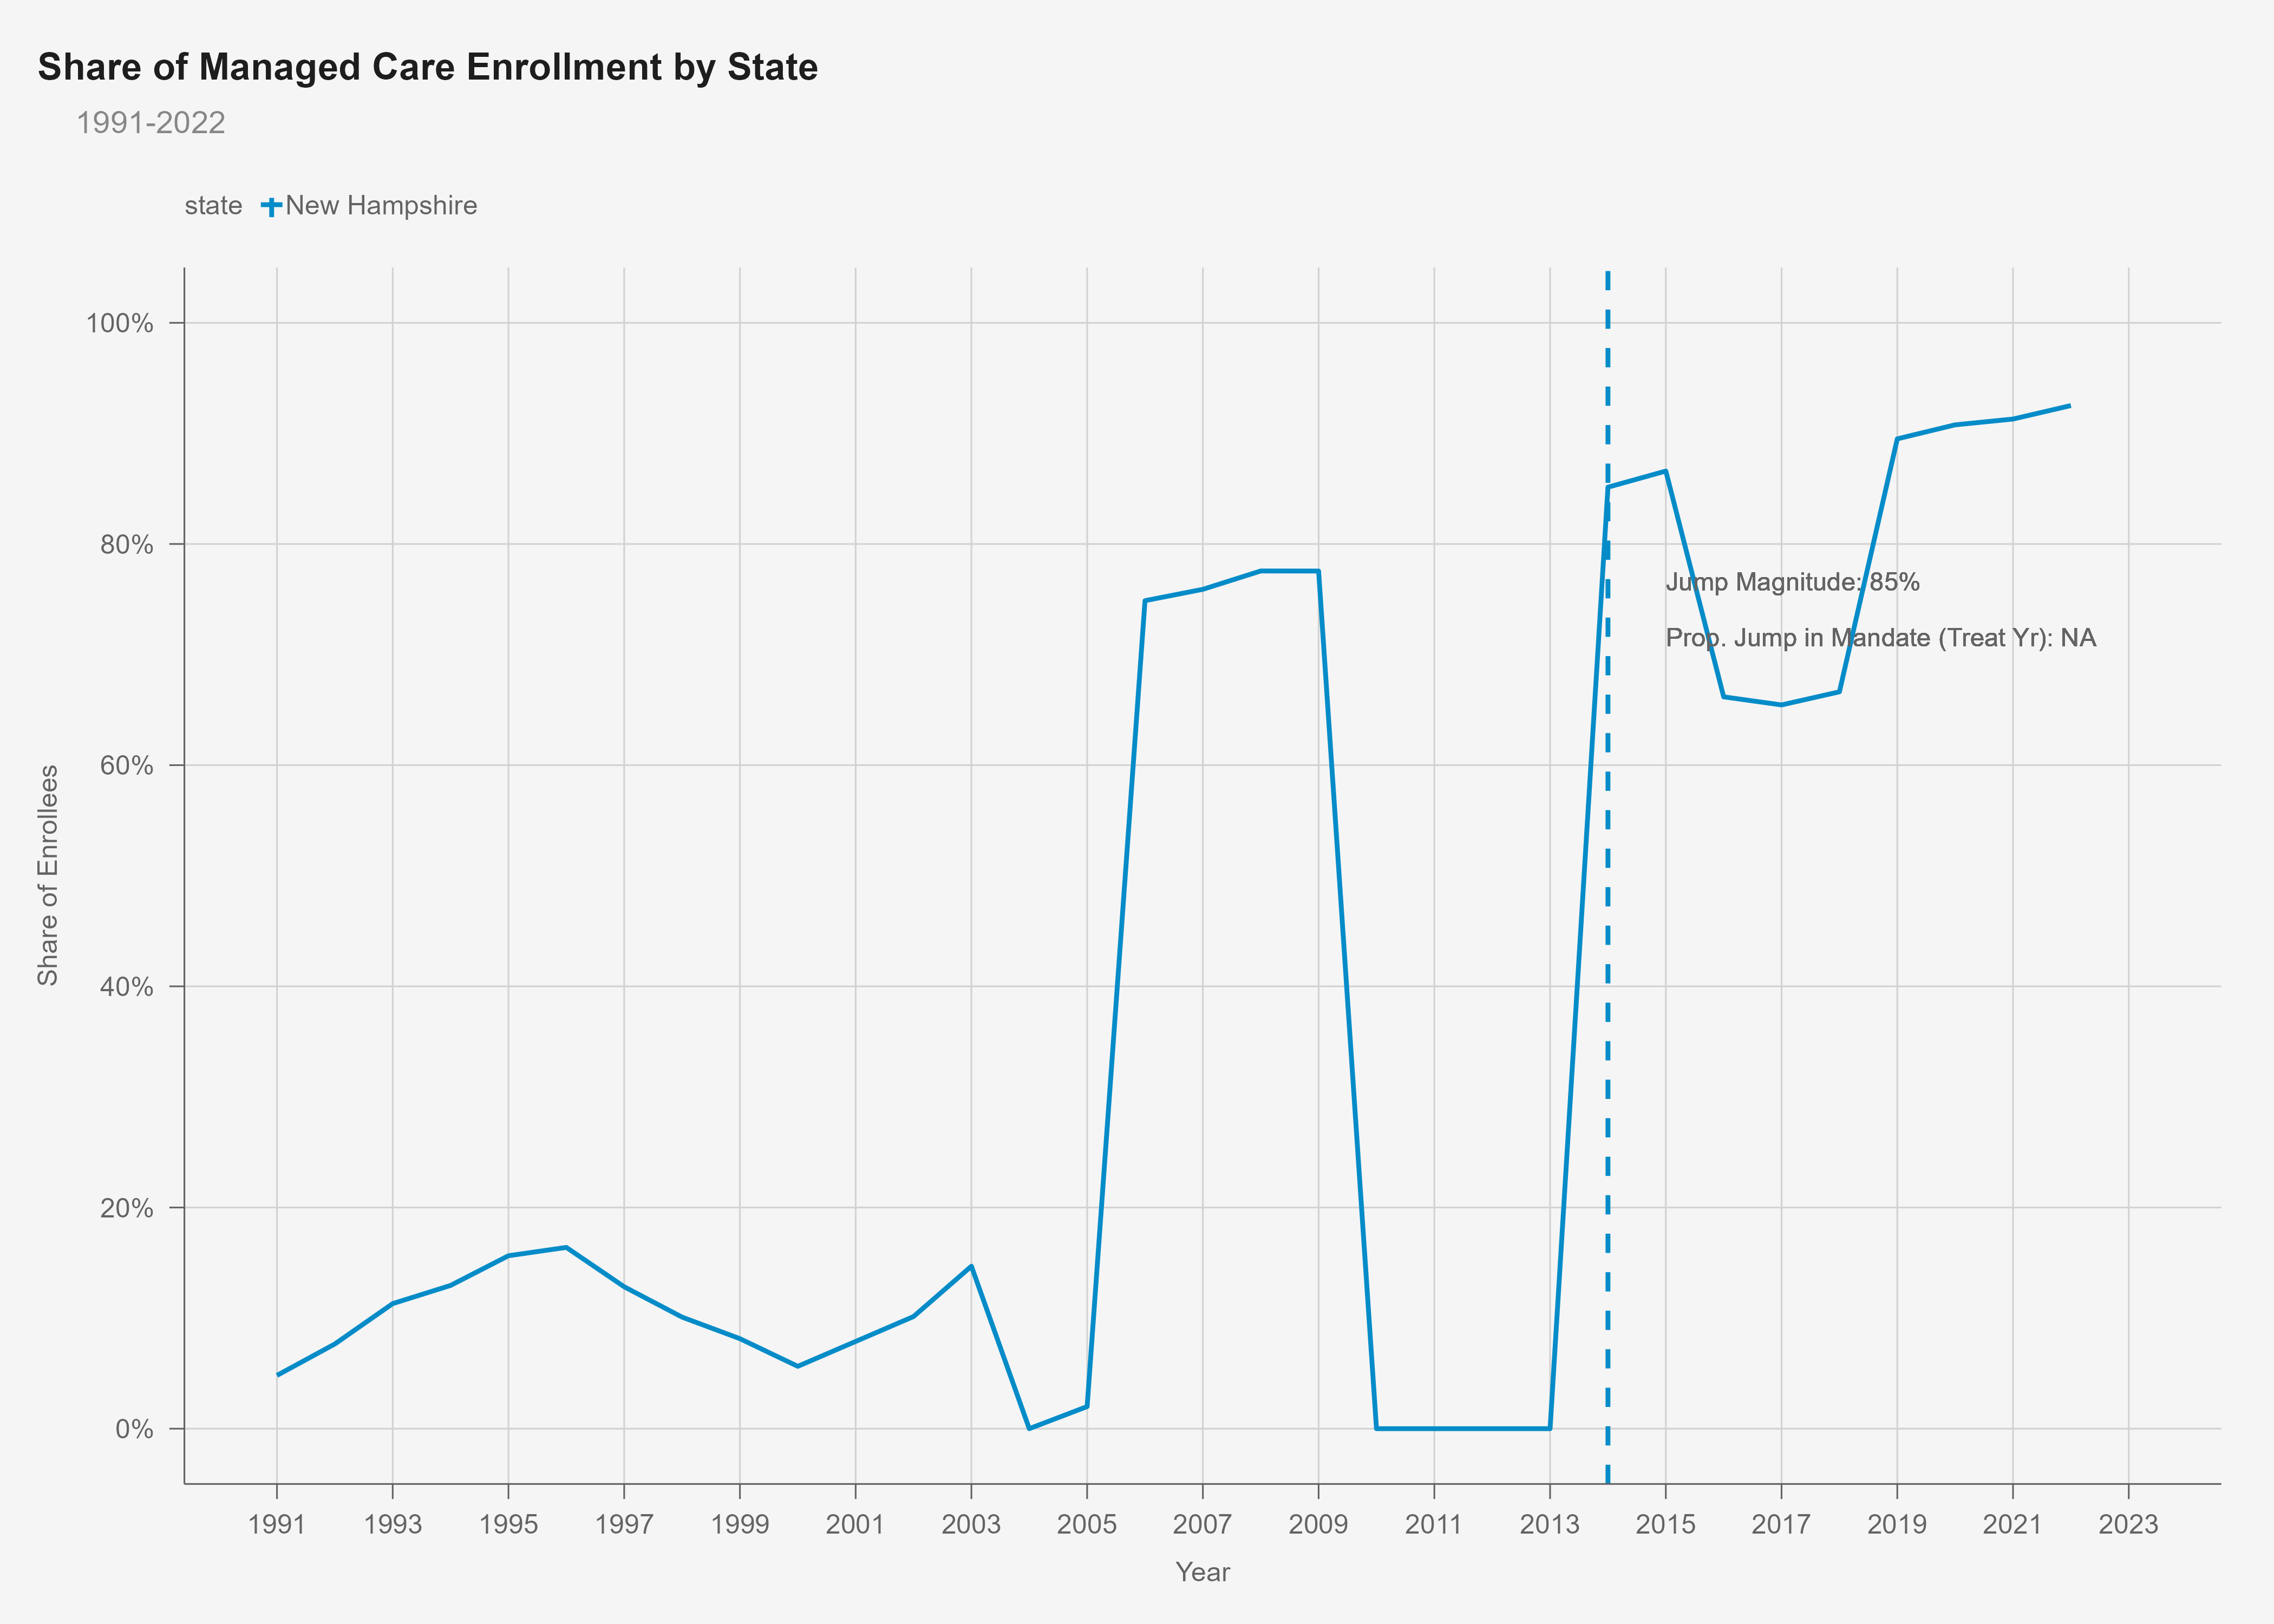 Share of Managed Care Enrollment by State
1991-2022
state New Hampshire
100%
80%
60%
40%
20%
0%
Share of Enrollees
Jump Magnitude: 85%
Prop. Jump in Mandate (Treat Yr): NA
1991 1993 1995 1997 1999 2001 2003 2005 2007 2009 2011 2013 2015 2017 2019 2021 2023
Year